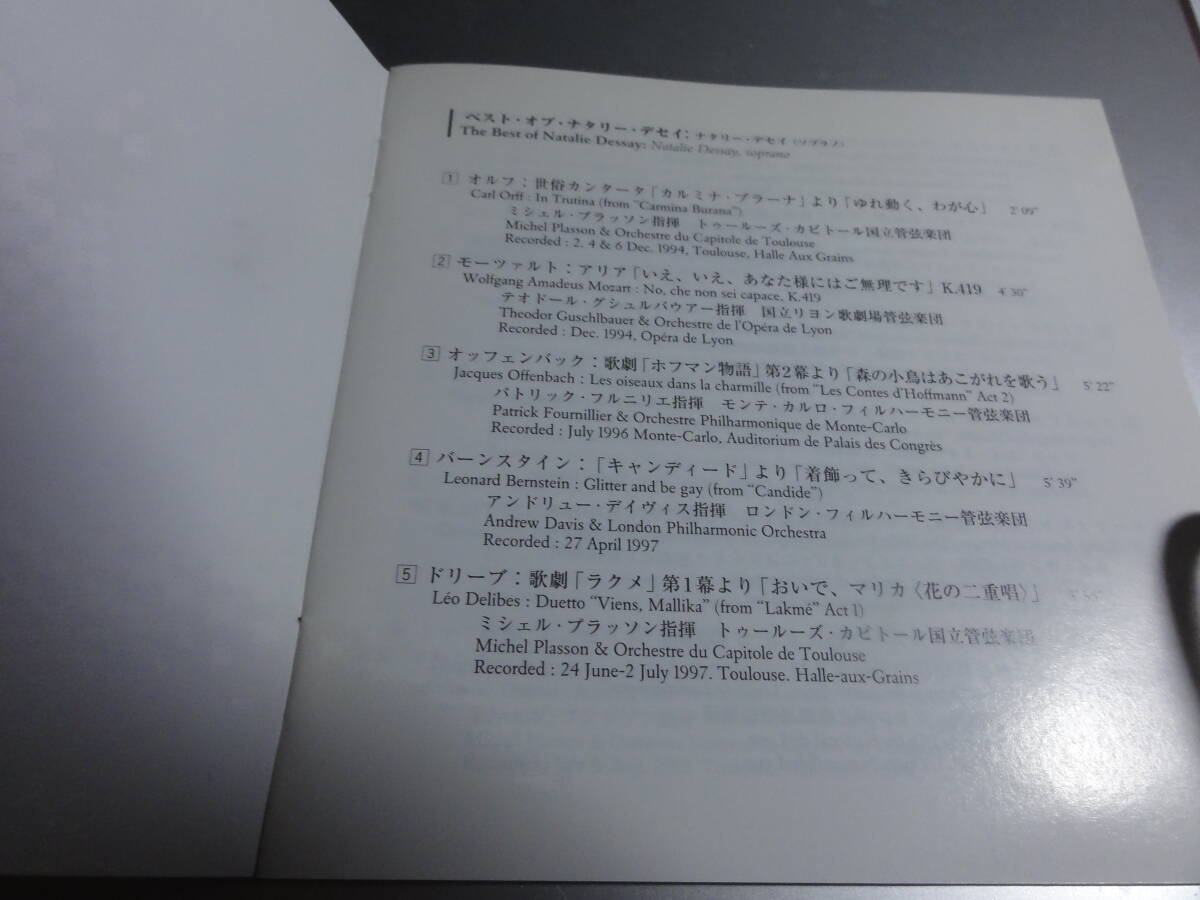 ベスト・オブ・ナタリー・デセイ：ナタリー・デセイ（ソプラノ）
The Best of Natalie Dessay: Natalie Dessay, soprano
1 オルフ：世俗カンタータ「カルミナ・ブラーナ」より「ゆれ動く、わが心」 2'09"
Carl Orff : In Trutina (from "Carmina Burana")
ミシェル・プラッソン指揮 トゥールーズ・カピトール国立管弦楽団
Michel Plasson & Orchestre du Capitole de Toulouse
Recorded : 2, 4 & 6 Dec. 1994, Toulouse, Halle Aux Grains
2 モーツァルト：アリア「いえ、いえ、あなた様にはご無理です」K.419 4'30"
Wolfgang Amadeus Mozart : No, che non sei capace, K.419
テオドール・グシュルバウアー指揮 国立リヨン歌劇場管弦楽団
Theodor Guschlbauer & Orchestre de l'Opéra de Lyon
Recorded : Dec. 1994, Opéra de Lyon
3 オッフェンバック：歌劇「ホフマン物語」第2幕より「森の小鳥はあこがれを歌う」 5'22"
Jacques Offenbach : Les oiseaux dans la charmille (from "Les Contes d'Hoffmann" Act 2)
パトリック・フルニリエ指揮 モンテ・カルロ・フィルハーモニー管弦楽団
Patrick Fournillier & Orchestre Philharmonique de Monte-Carlo
Recorded : July 1996 Monte-Carlo, Auditorium de Palais des Congrès
4 バーンスタイン：「キャンディード」より「着飾って、きらびやかに」 5'39"
Leonard Bernstein : Glitter and be gay (from "Candide")
アンドリュー・デイヴィス指揮 ロンドン・フィルハーモニー管弦楽団
Andrew Davis & London Philharmonic Orchestra
Recorded : 27 April 1997
5 ドリーブ：歌劇「ラクメ」第1幕より「おいで、マリカ〈花の二重唱〉」
Léo Delibes : Duetto "Viens, Mallika" (from "Lakmé" Act 1)
ミシェル・プラッソン指揮 トゥールーズ・カピトール国立管弦楽団
Michel Plasson & Orchestre du Capitole de Toulouse
Recorded : 24 June-2 July 1997. Toulouse. Halle-aux-Grains